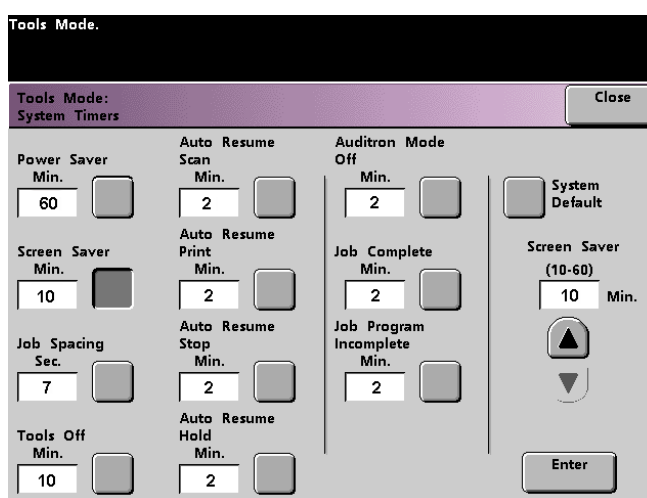 Tools Mode.
Tools Mode:
System Timers
Close
Power Saver
Min.
60
Screen Saver
Min.
10
Job Spacing
Sec.
7
Tools Off
Min.
10
Auto Resume
Scan
Min.
2
Auto Resume
Print
Min.
2
Auto Resume
Stop
Min.
2
Auto Resume
Hold
Min.
2
Auditron Mode
Off
Min.
2
Job Complete
Min.
2
Job Program
Incomplete
Min.
2
System
Default
Screen Saver
(10-60)
10 Min.
Enter